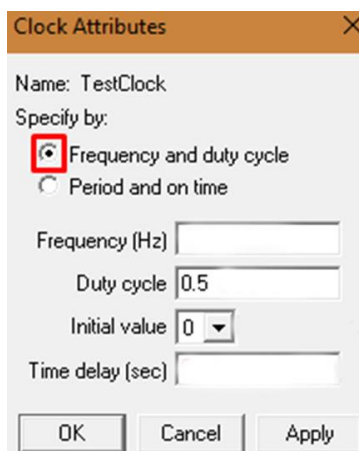 Clock Attributes
Name: TestClock
Specify by:
Frequency and duty cycle
Period and on time
Frequency (Hz)
Duty cycle 0.5
Initial value 0
Time delay (sec)
OK Cancel Apply